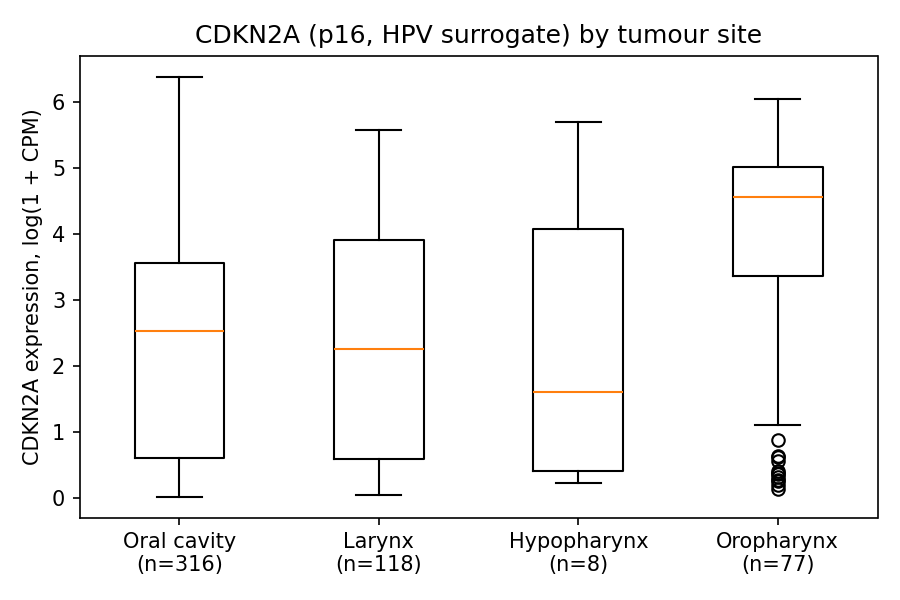 CDKN2A (p16, HPV surrogate) by tumour site
CDKN2A expression, log(1 + CPM)
6
5
4
3
2
1
0
Oral cavity
(n=316)
Larynx
(n=118)
Hypopharynx
(n=8)
Oropharynx
(n=77)